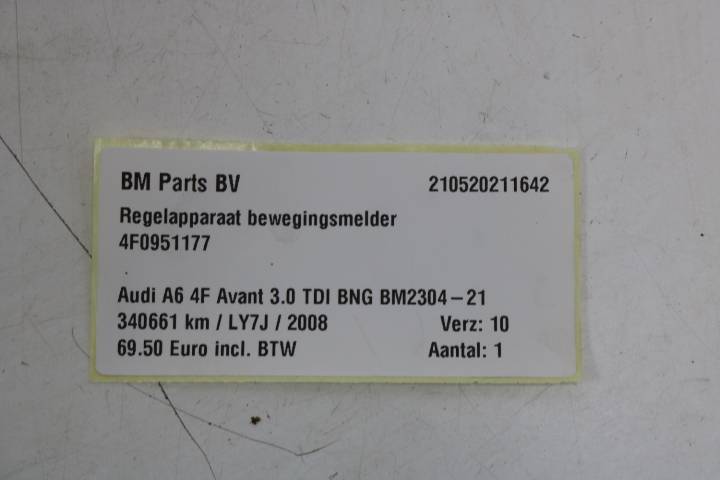 BM Parts BV 210520211642
Regelapparaat bewegingsmelder
4F0951177
Audi A6 4F Avant 3.0 TDI BNG BM2304-21
340661 km / LY7J / 2008 Verz: 10
69.50 Euro incl. BTW Aantal: 1